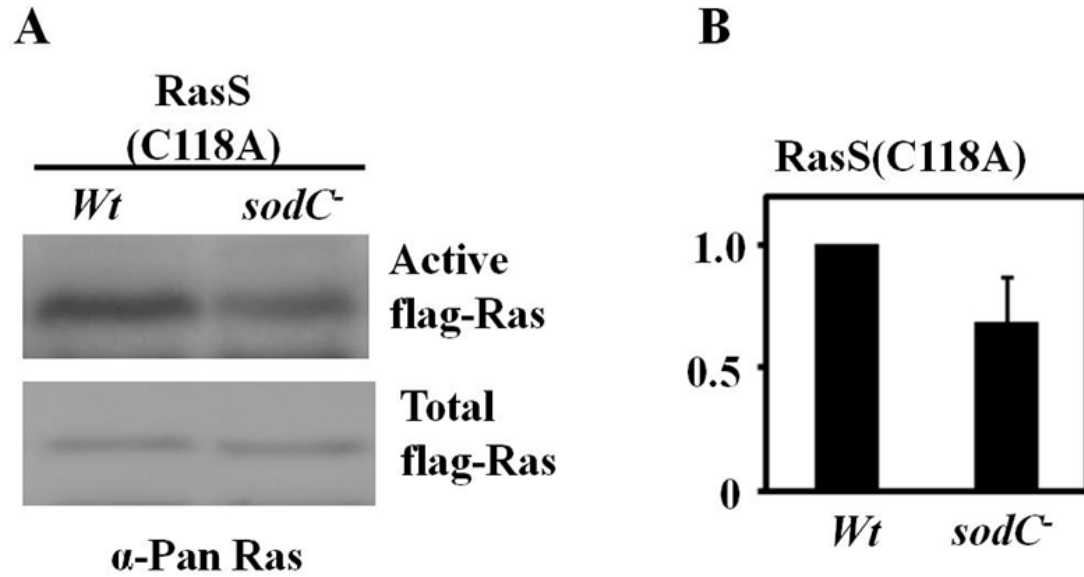 A
RasS
(C118A)
Wt sodC-
Active
flag-Ras
Total
flag-Ras
α-Pan Ras
B
RasS(C118A)
1.0
0.5
0
Wt sodC-